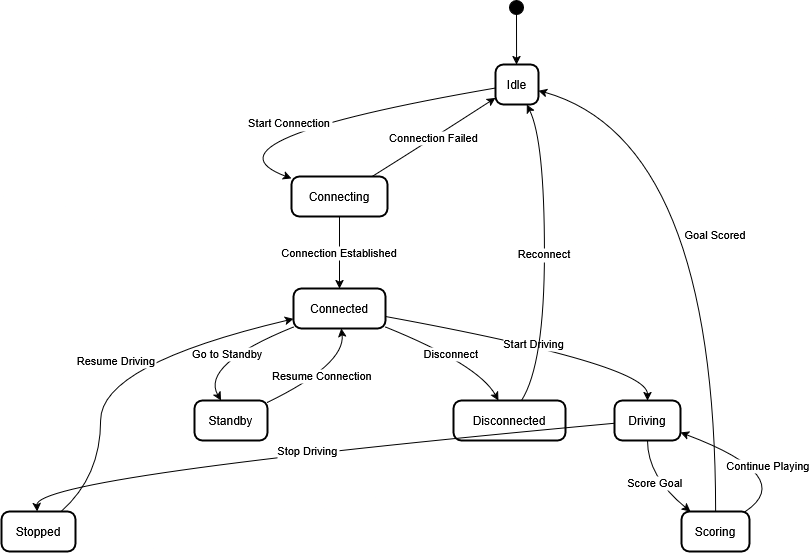 Idle
Start Connection
Connection Failed
Connecting
Goal Scored
Connection Established
Reconnect
Connected
Start Driving
Resume Driving
Go to Standby
Disconnect
Resume Connection
Standby
Disconnected
Driving
Stop Driving
Continue Playing
Score Goal
Stopped
Scoring